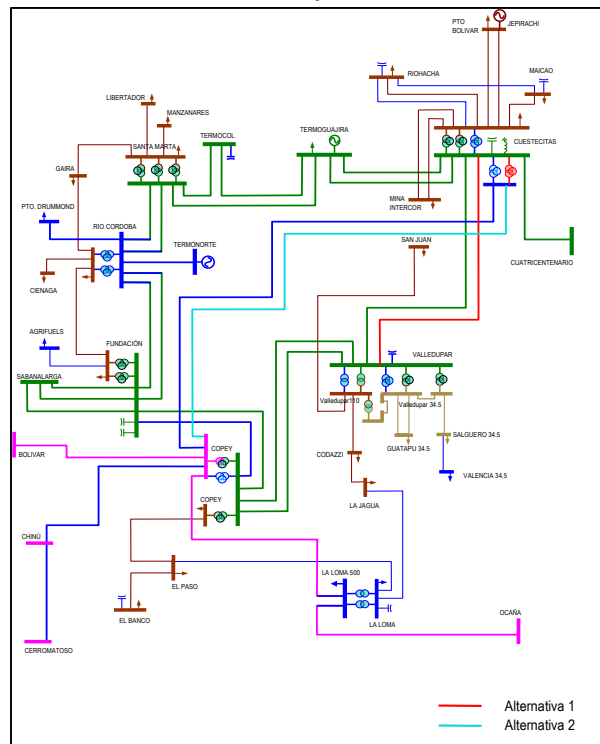 PTO
BOLIVAR
JEPIRACHI
RIOHACHA
MAICAO
LIBERTADOR
MANZANARES
TERMOCOL
TERMOGUAJIRA
CUESTECITAS
SANTA MARTA
GAIRA
MINA
INTERCOR
PTO. DRUMMOND
RIO CORDOBA
SAN JUAN
TERMONORTE
CUATRICENTENARIO
CIENAGA
AGRIFUELS
FUNDACIÓN
VALLEDUPAR
SABANALARGA
Valledupar110
Valledupar 34.5
SALGUERO 34.5
BOLIVAR
COPEY
CODAZZI
GUATAPU 34.5
VALENCIA 34.5
COPEY
LA JAGUA
CHINÚ
LA LOMA 500
EL PASO
OCAÑA
EL BANCO
LA LOMA
CERROMATOSO
Alternativa 1
Alternativa 2